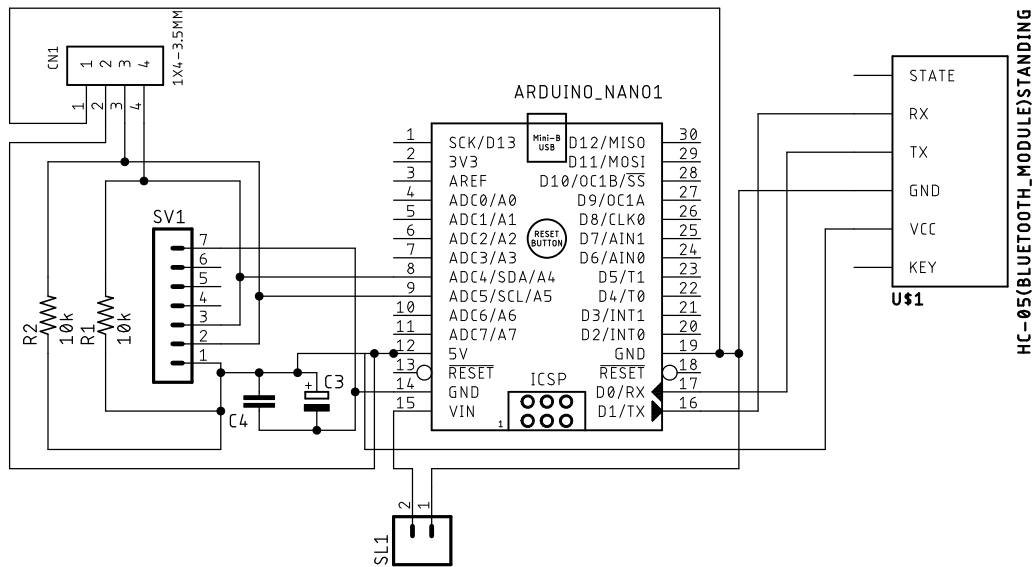 CN1
1 2 3 4
1X4-3.5MM
1 2 3 4
ARDUINO_NANO1
Mini-B
USB
1 SCK/D13 D12/MISO 30
2 3V3 D11/MOSI 29
3 AREF D10/OC1B/SS 28
4 ADC0/A0 D9/OC1A 27
5 ADC1/A1 D8/CLK0 26
6 ADC2/A2 D7/AIN1 25
7 ADC3/A3 D6/AIN0 24
8 ADC4/SDA/A4 D5/T1 23
9 ADC5/SCL/A5 D4/T0 22
10 ADC6/A6 D3/INT1 21
11 ADC7/A7 D2/INT0 20
12 5V GND 19
13 RESET RESET 18
14 GND D0/RX 17
15 VIN D1/TX 16
RESET
BUTTON
ICSP
1
SV1
7
6
5
4
3
2
1
R2
10k
R1
10k
C4
+
C3
SL1
2 1
STATE
RX
TX
GND
VCC
KEY
U$1
HC-05(BLUETOOTH_MODULE)STANDING